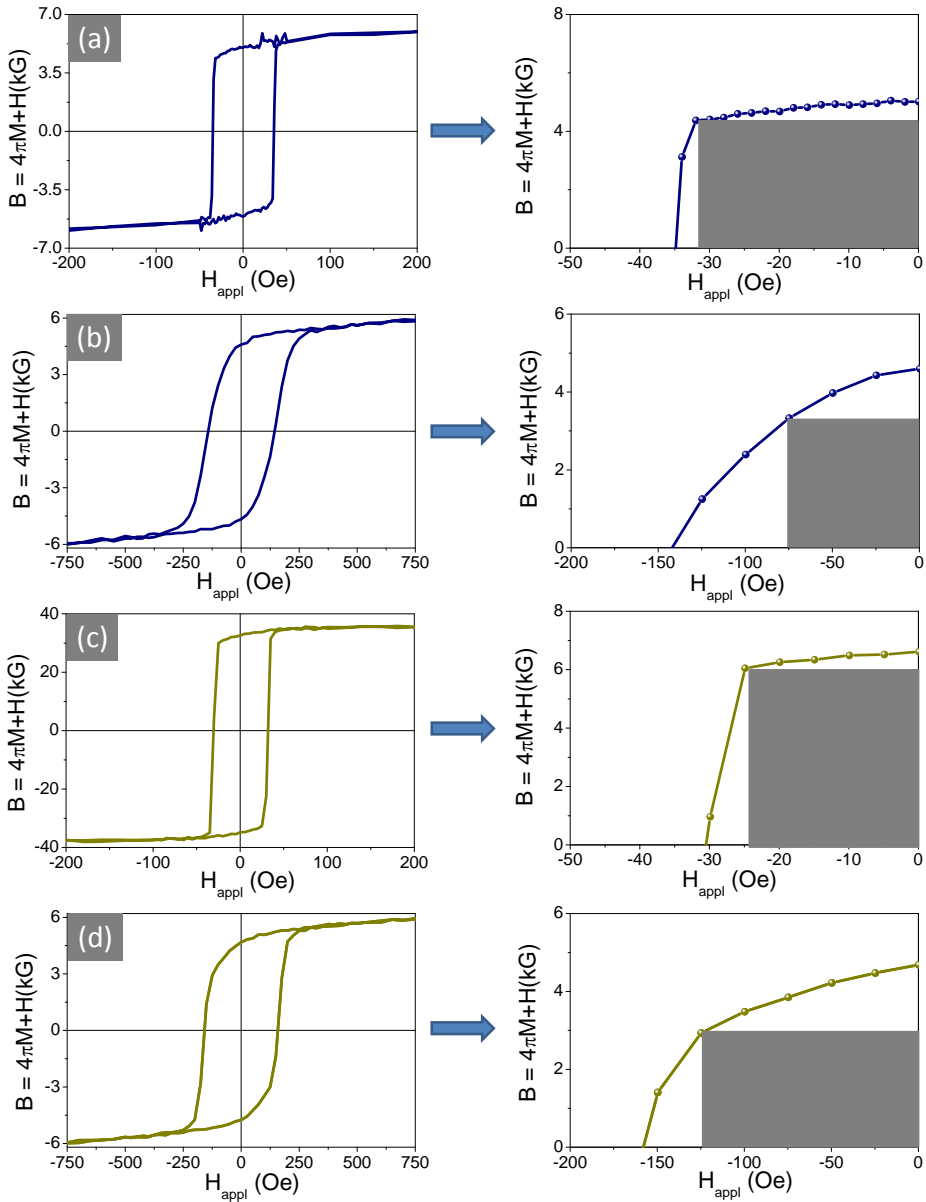 (a)
B = 4πM+H(kG)
7.0
3.5
0.0
-3.5
-7.0
-200 -100 0 100 200
H_appl (Oe)
B = 4πM+H(kG)
8
4
0
-50 -40 -30 -20 -10 0
H_appl (Oe)
(b)
B = 4πM+H(kG)
6
3
0
-3
-6
-750 -500 -250 0 250 500 750
H_appl (Oe)
B = 4πM+H(kG)
6
4
2
0
-200 -150 -100 -50 0
H_appl (Oe)
(c)
B = 4πM+H(kG)
40
20
0
-20
-40
-200 -100 0 100 200
H_appl (Oe)
B = 4πM+H(kG)
8
6
4
2
0
-50 -40 -30 -20 -10 0
H_appl (Oe)
(d)
B = 4πM+H(kG)
6
3
0
-3
-6
-750 -500 -250 0 250 500 750
H_appl (Oe)
B = 4πM+H(kG)
6
4
2
0
-200 -150 -100 -50 0
H_appl (Oe)